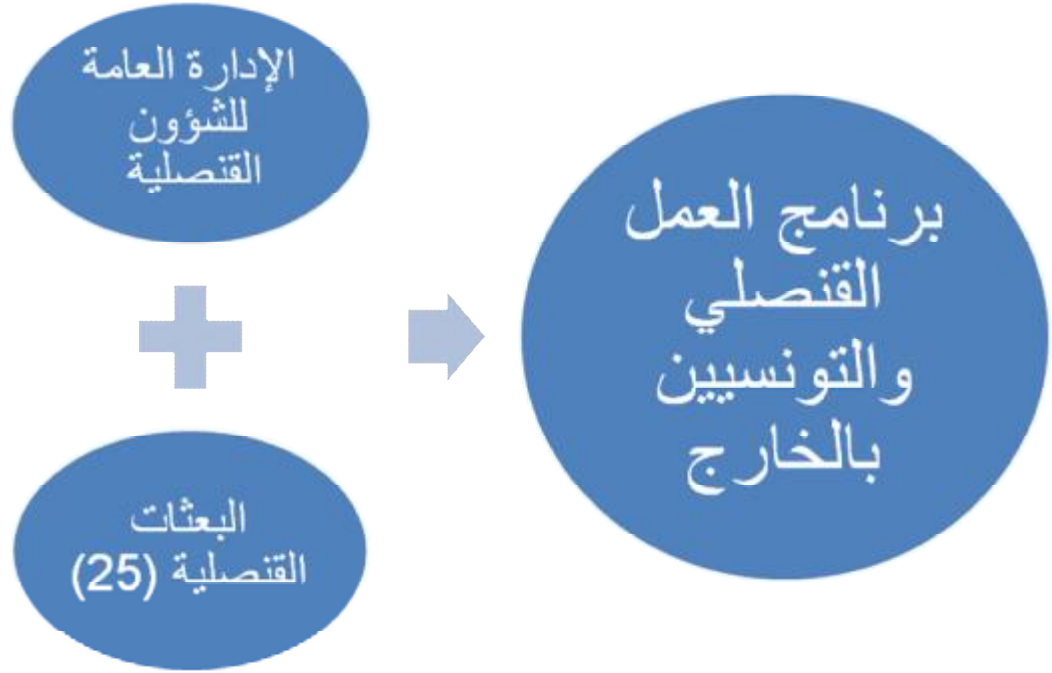 الإدارة العامة
للشؤون
القنصلية
البعثات
القنصلية (25)
برنامج العمل
القنصلي
والتونسيين
بالخارج